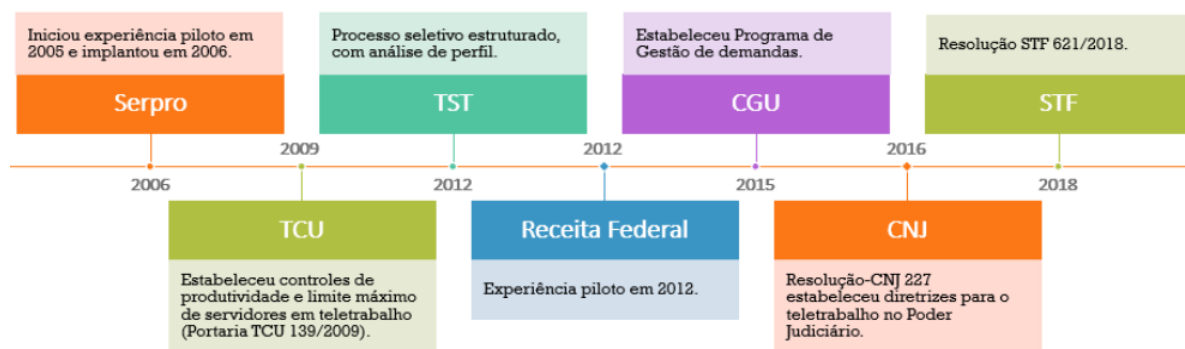 Iniciou experiência piloto em
2005 e implantou em 2006.
Serpro
2006
2009
TCU
Estabeleceu controles de
produtividade e limite máximo
de servidores em teletrabalho
(Portaria TCU 139/2009).
Processo seletivo estruturado,
com análise de perfil.
TST
2012
2012
Receita Federal
Experiência piloto em 2012.
Estabeleceu Programa de
Gestão de demandas.
CGU
2015
2016
CNJ
Resolução-CNJ 227
estabeleceu diretrizes para o
teletrabalho no Poder
Judiciário.
Resolução STF 621/2018.
STF
2018